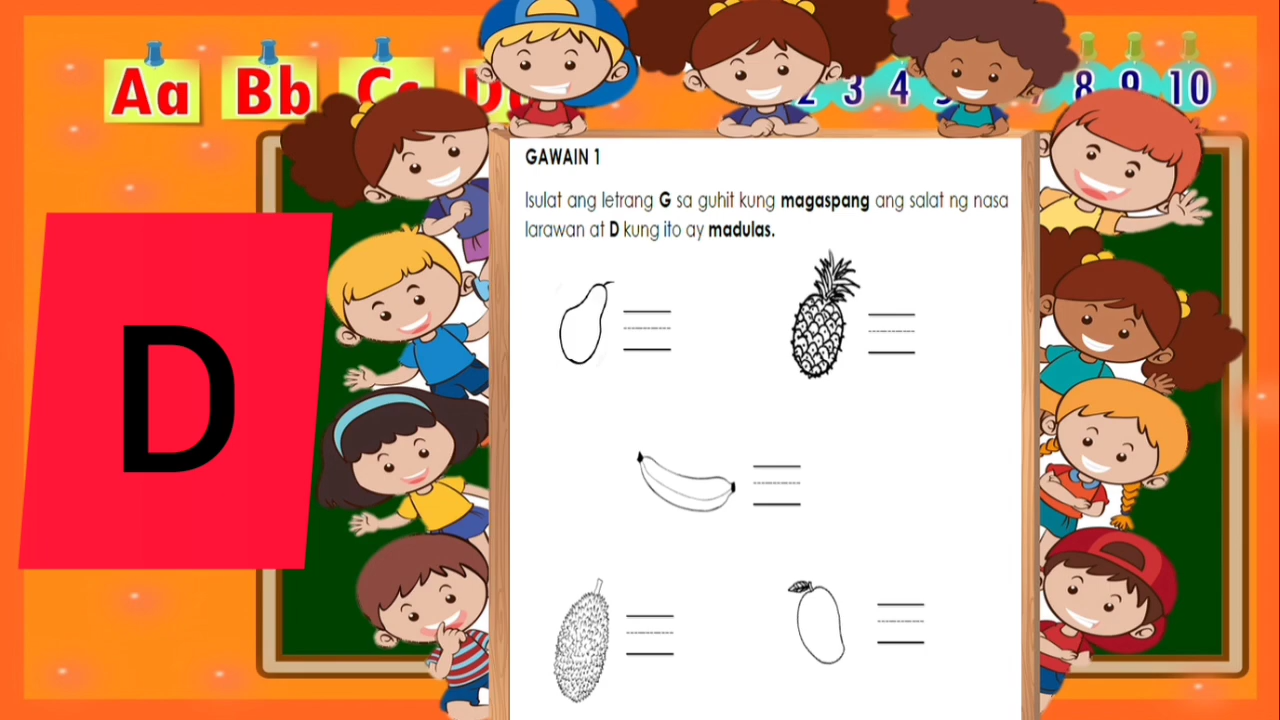 Aa Bb 3 4 8 9 10
GAWAIN 1
Isulat ang letrang G sa guhit kung magaspang ang salat ng nasa
larawan at D kung ito ay madulas.
D